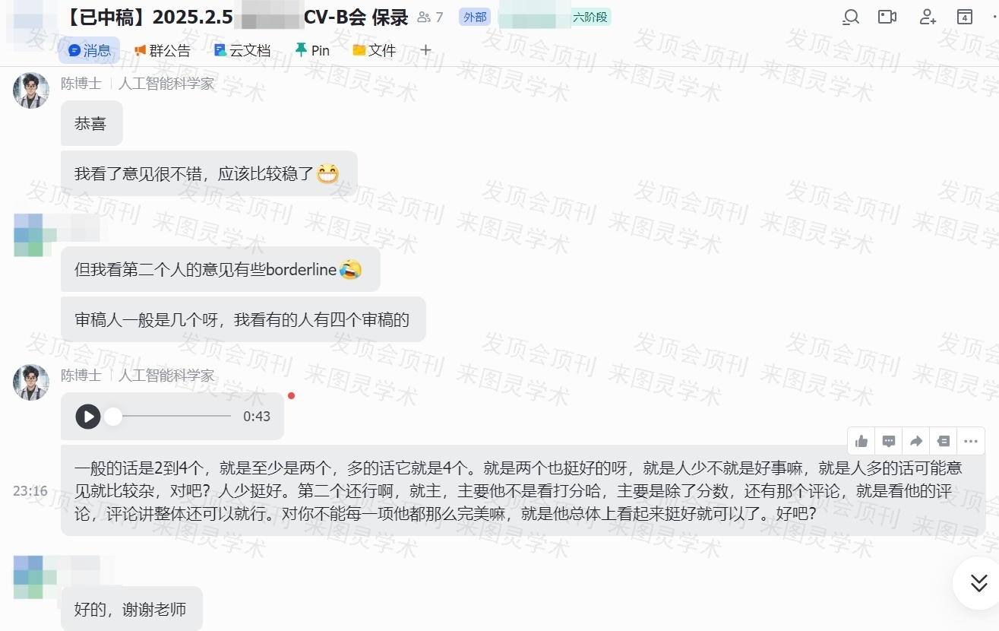 【已中稿】2025.2.5 CV-B会 保录 7 外部 六阶段
4
消息 群公告 云文档 Pin 文件
陈博士 人工智能科学家
恭喜
我看了意见很不错，应该比较稳了
但我看第二个人的意见有些borderline
审稿人一般是几个呀，我看有的人有四个审稿的
陈博士 人工智能科学家
0:43
一般的话是2到4个，就是至少是两个，多的话它就是4个。就是两个也挺好的呀，就是人少不就是好事嘛，就是人多的话可能意
见就比较杂，对吧？人少挺好。第二个还行啊，就主，主要他不是看打分哈，主要是除了分数，还有那个评论，就是看他的评
论，评论讲整体还可以就行。对你不能每一项他都那么完美嘛，就是他总体上看起来挺好就可以了。好吧？
23:16
好的，谢谢老师
发顶会顶刊
来图灵学术